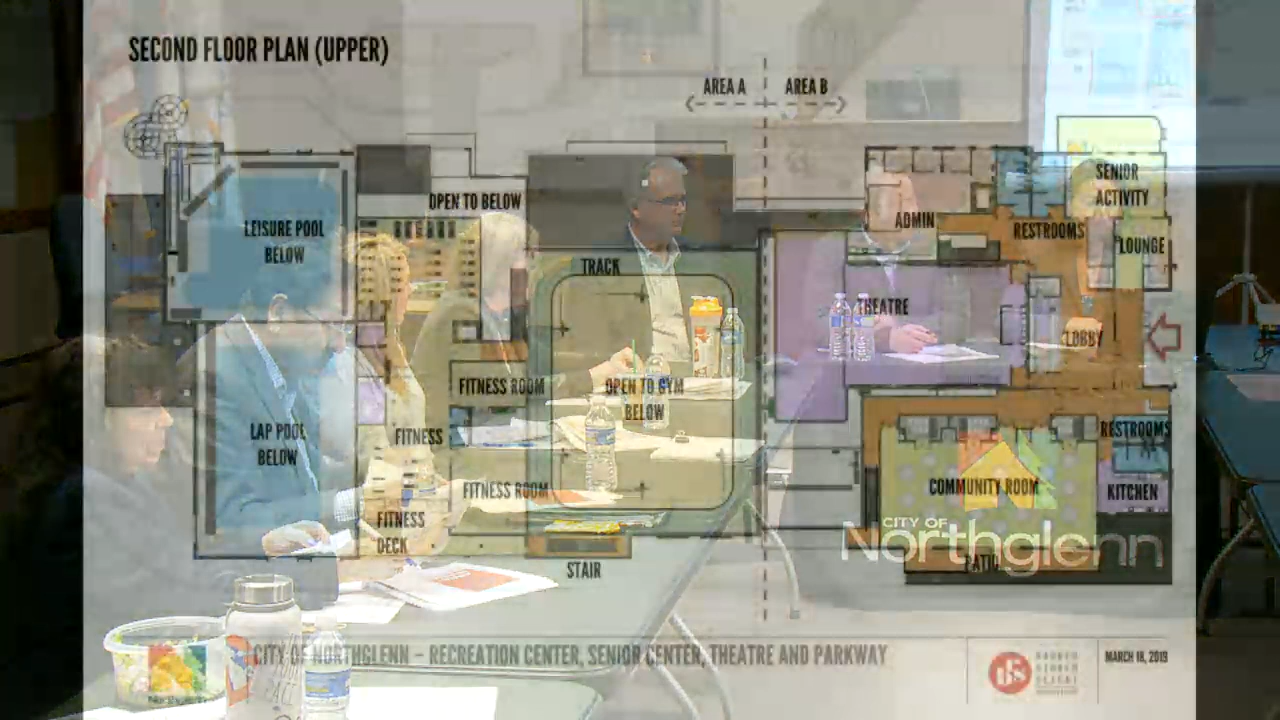 SECOND FLOOR PLAN (UPPER)
AREA A
AREA B
SENIOR
ACTIVITY
OPEN TO BELOW
ADMIN
RESTROOMS
LOUNGE
LEISURE POOL
BELOW
TRACK
THEATRE
LOBBY
FITNESS ROOM
OPEN TO GYM
BELOW
LAP POOL
BELOW
FITNESS
RESTROOMS
FITNESS ROOM
COMMUNITY ROOM
KITCHEN
FITNESS
DECK
CITY OF
Northglenn
PATIO
STAIR
CITY OF NORTHGLENN – RECREATION CENTER, SENIOR CENTER, THEATRE AND PARKWAY
MARCH 18, 2019